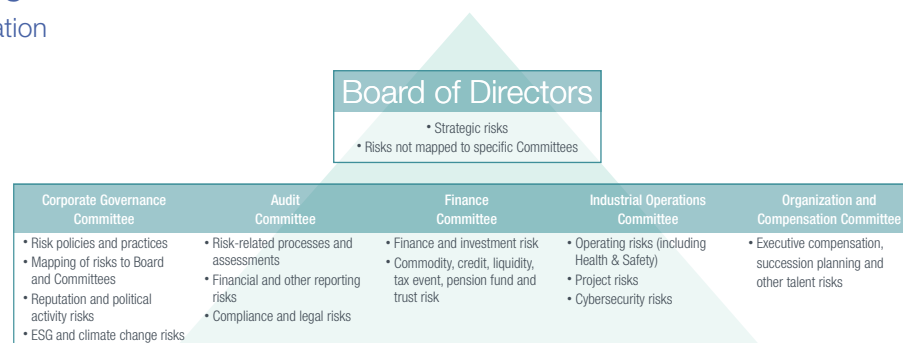 ation
Board of Directors
• Strategic risks
• Risks not mapped to specific Committees
Corporate Governance
Committee
• Risk policies and practices
• Mapping of risks to Board
and Committees
• Reputation and political
activity risks
• ESG and climate change risks
Audit
Committee
• Risk-related processes and
assessments
• Financial and other reporting
risks
• Compliance and legal risks
Finance
Committee
• Finance and investment risk
• Commodity, credit, liquidity,
tax event, pension fund and
trust risk
Industrial Operations
Committee
• Operating risks (including
Health & Safety)
• Project risks
• Cybersecurity risks
Organization and
Compensation Committee
• Executive compensation,
succession planning and
other talent risks